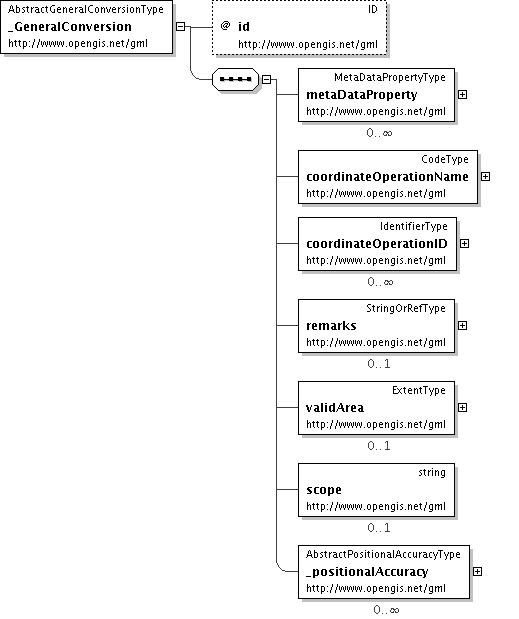 AbstractGeneralConversionType
_GeneralConversion
http://www.opengis.net/gml
ID
@ id
http://www.opengis.net/gml
MetaDataPropertyType
metaDataProperty
http://www.opengis.net/gml
0..∞
CodeType
coordinateOperationName
http://www.opengis.net/gml
IdentifierType
coordinateOperationID
http://www.opengis.net/gml
0..∞
StringOrRefType
remarks
http://www.opengis.net/gml
0..1
ExtentType
validArea
http://www.opengis.net/gml
0..1
string
scope
http://www.opengis.net/gml
0..1
AbstractPositionalAccuracyType
_positionalAccuracy
http://www.opengis.net/gml
0..∞